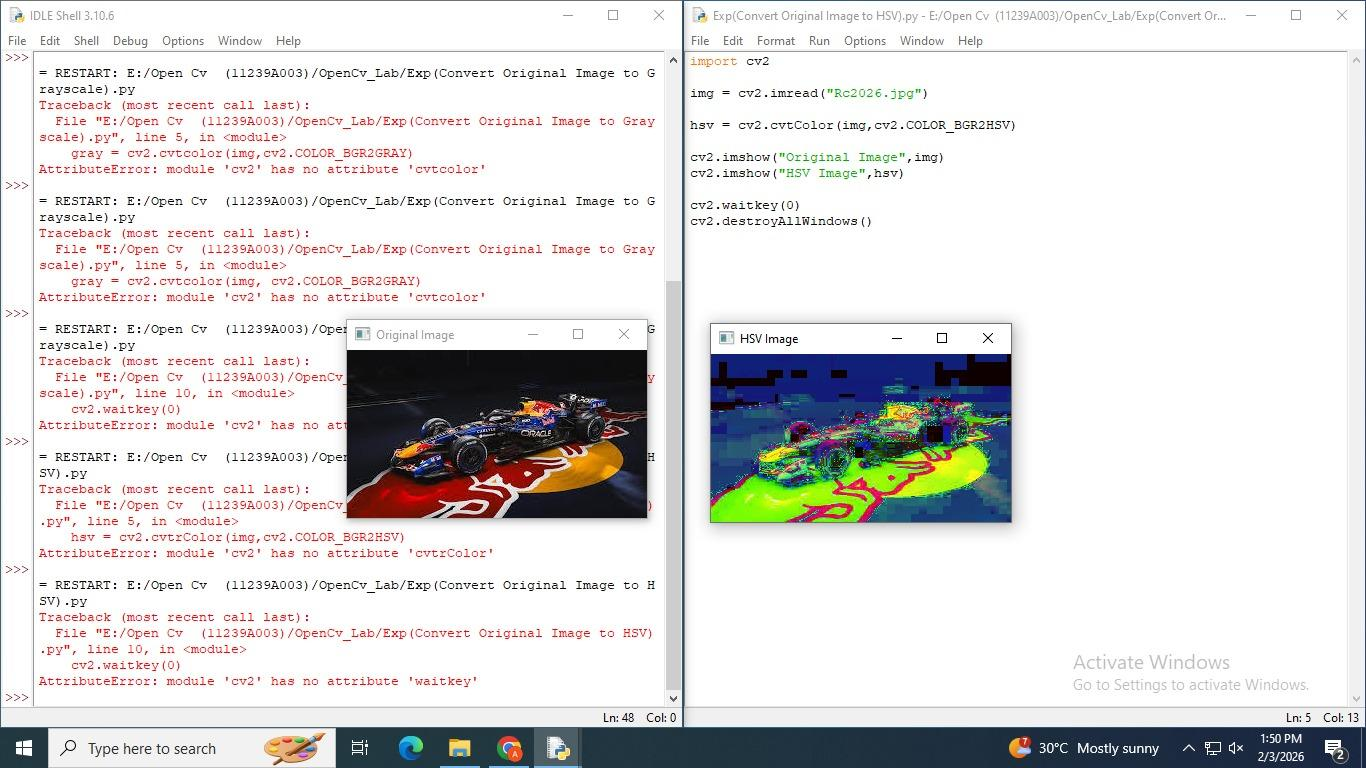 IDLE Shell 3.10.6
File Edit Shell Debug Options Window Help
>>>
= RESTART: E:/Open Cv  (11239A003)/OpenCv_Lab/Exp(Convert Original Image to G
rayscale).py
Traceback (most recent call last):
  File "E:/Open Cv  (11239A003)/OpenCv_Lab/Exp(Convert Original Image to Gray
scale).py", line 5, in <module>
    gray = cv2.cvtcolor(img,cv2.COLOR_BGR2GRAY)
AttributeError: module 'cv2' has no attribute 'cvtcolor'
>>>
= RESTART: E:/Open Cv  (11239A003)/OpenCv_Lab/Exp(Convert Original Image to G
rayscale).py
Traceback (most recent call last):
  File "E:/Open Cv  (11239A003)/OpenCv_Lab/Exp(Convert Original Image to Gray
scale).py", line 5, in <module>
    gray = cv2.cvtcolor(img, cv2.COLOR_BGR2GRAY)
AttributeError: module 'cv2' has no attribute 'cvtcolor'
>>>
= RESTART: E:/Open Cv  (11239A003)/Ope G
rayscale).py
Traceback (most recent call last):
  File "E:/Open Cv  (11239A003)/OpenCv_ y
scale).py", line 10, in <module>
    cv2.waitkey(0)
AttributeError: module 'cv2' has no att
>>>
= RESTART: E:/Open Cv  (11239A003)/Open H
SV).py
Traceback (most recent call last):
  File "E:/Open Cv  (11239A003)/OpenCv_ )
.py", line 5, in <module>
    hsv = cv2.cvtrColor(img,cv2.COLOR_BGR2HSV)
AttributeError: module 'cv2' has no attribute 'cvtrColor'
>>>
= RESTART: E:/Open Cv  (11239A003)/OpenCv_Lab/Exp(Convert Original Image to H
SV).py
Traceback (most recent call last):
  File "E:/Open Cv  (11239A003)/OpenCv_Lab/Exp(Convert Original Image to HSV)
.py", line 10, in <module>
    cv2.waitkey(0)
AttributeError: module 'cv2' has no attribute 'waitkey'
>>>
Ln: 48 Col: 0
Original Image
ORACLE
Exp(Convert Original Image to HSV).py - E:/Open Cv  (11239A003)/OpenCv_Lab/Exp(Convert Or...
File Edit Format Run Options Window Help
import cv2
img = cv2.imread("Rc2026.jpg")
hsv = cv2.cvtColor(img,cv2.COLOR_BGR2HSV)
cv2.imshow("Original Image",img)
cv2.imshow("HSV Image",hsv)
cv2.waitkey(0)
cv2.destroyAllWindows()
HSV Image
Activate Windows
Go to Settings to activate Windows.
Ln: 5 Col: 13
Type here to search
7
30°C Mostly sunny
1:50 PM
2/3/2026
2